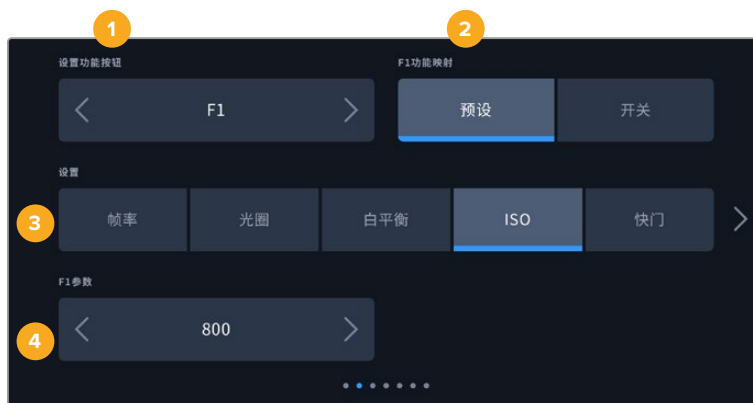 1
2
设置功能按钮
F1功能映射
F1
预设
开关
设置
3
帧率
光圈
白平衡
ISO
快门
F1参数
4
800